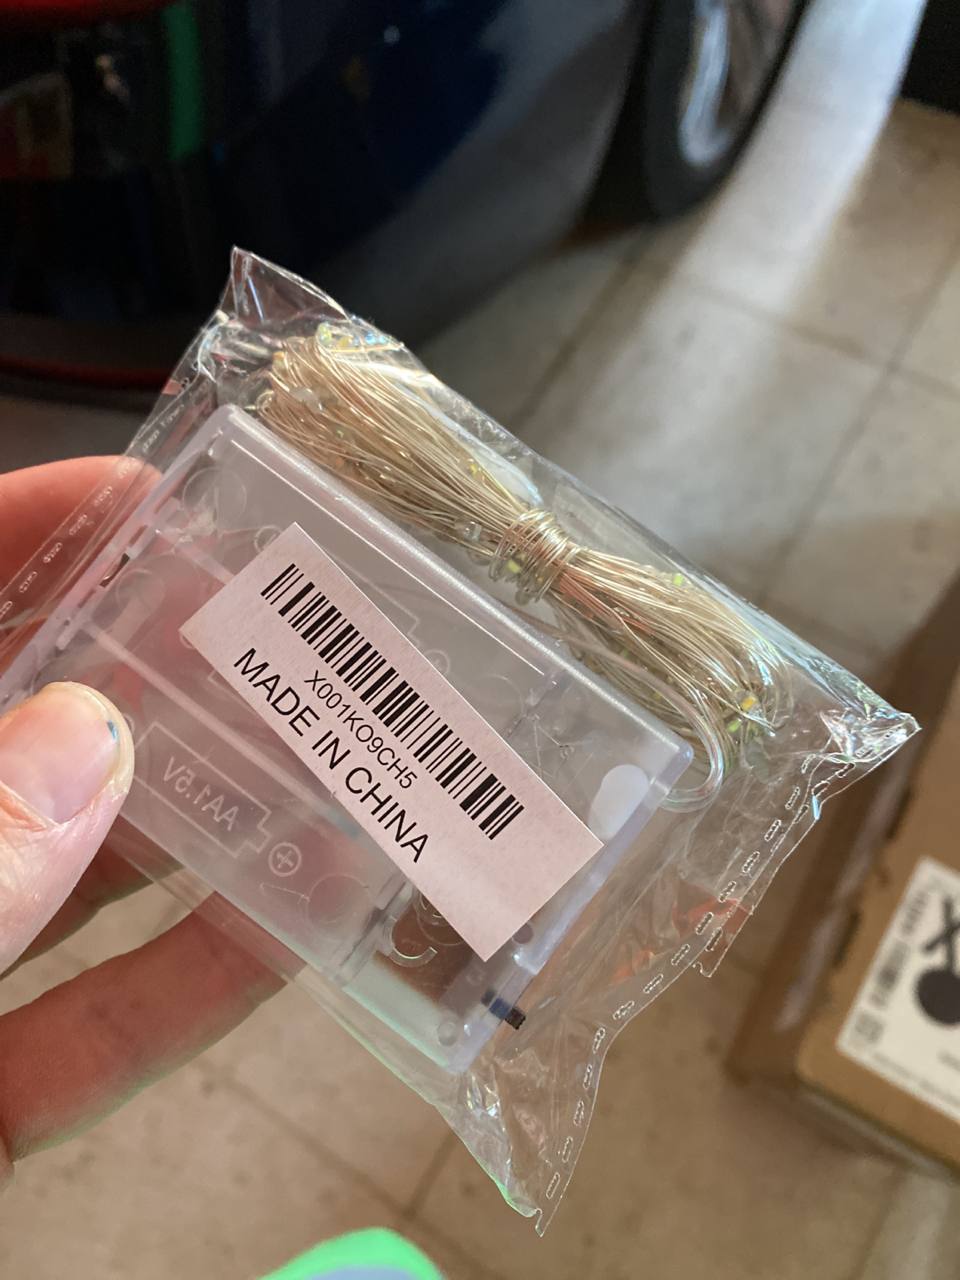 X001KO9CH5
MADE IN CHINA
AA1.5V